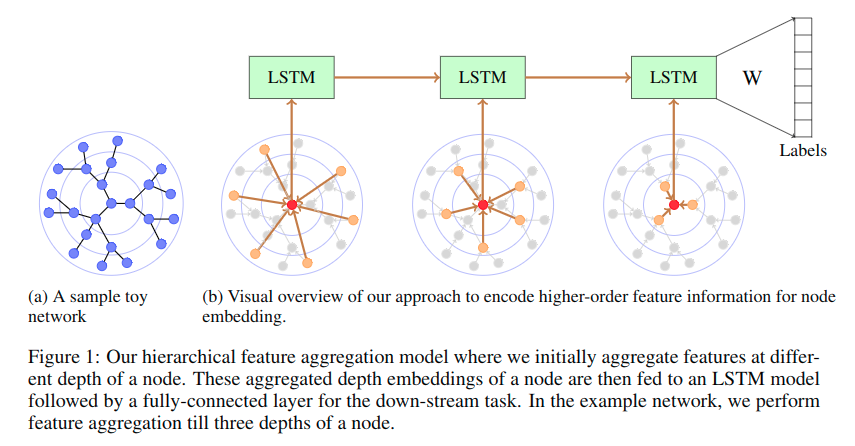 LSTM LSTM LSTM W
Labels
(a) A sample toy
network
(b) Visual overview of our approach to encode higher-order feature information for node
embedding.
Figure 1: Our hierarchical feature aggregation model where we initially aggregate features at differ-
ent depth of a node. These aggregated depth embeddings of a node are then fed to an LSTM model
followed by a fully-connected layer for the down-stream task. In the example network, we perform
feature aggregation till three depths of a node.